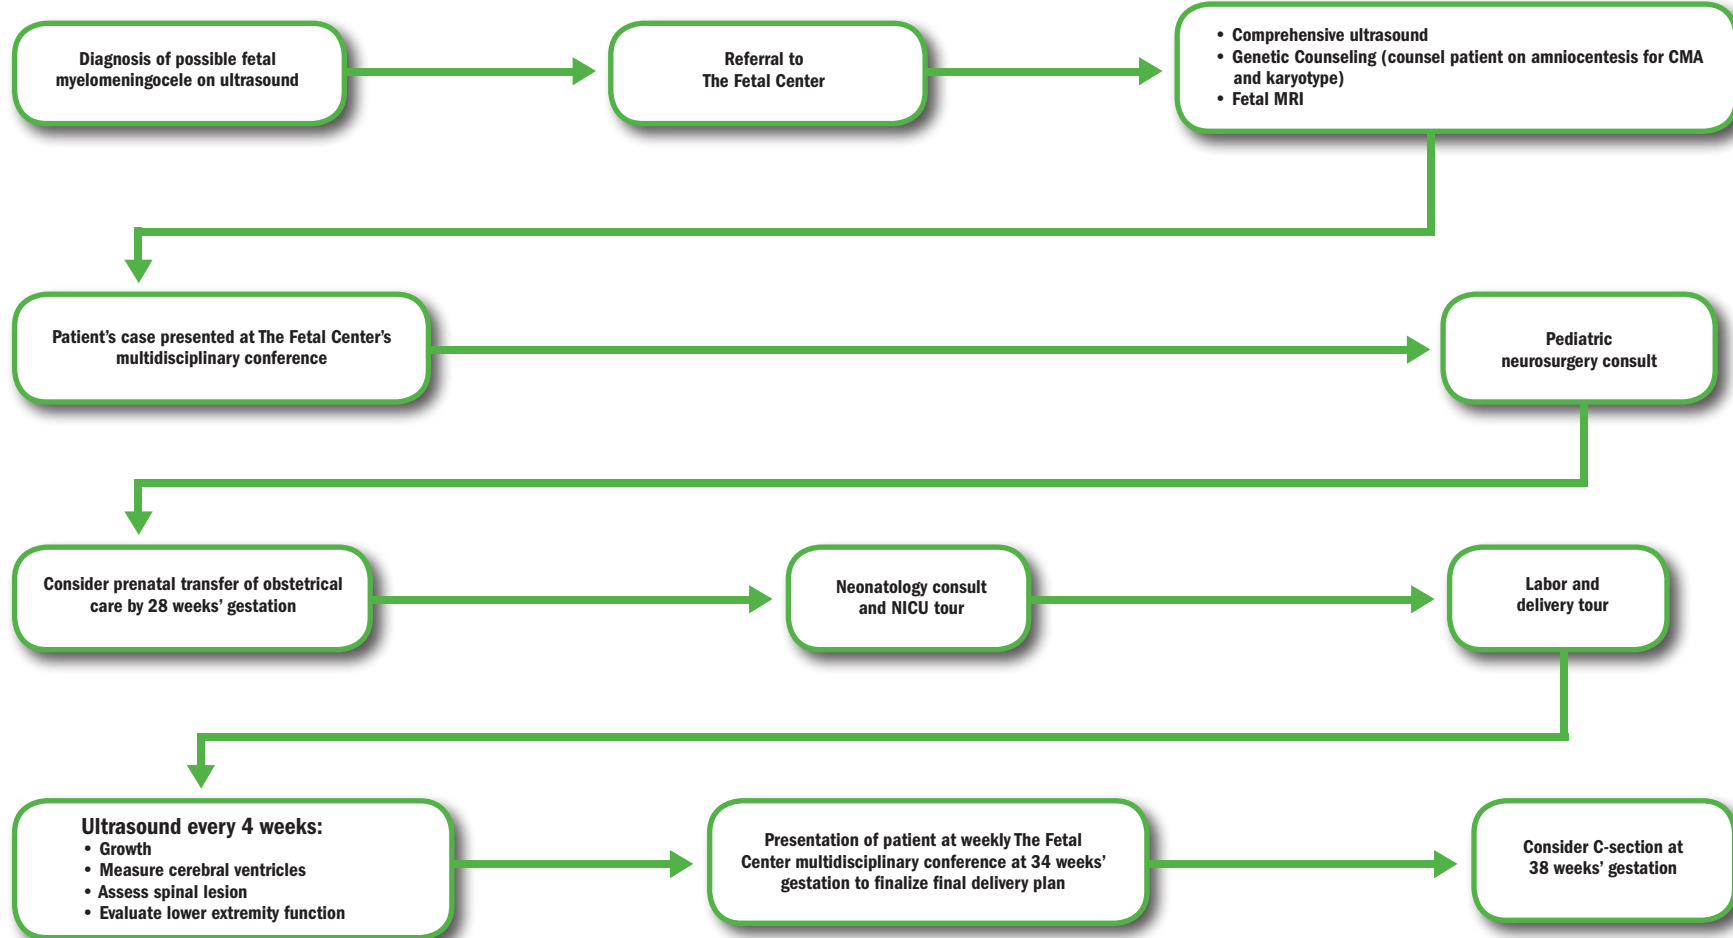 Diagnosis of possible fetal
myelomeningocele on ultrasound
Referral to
The Fetal Center
• Comprehensive ultrasound
• Genetic Counseling (counsel patient on amniocentesis for CMA
and karyotype)
• Fetal MRI
Patient’s case presented at The Fetal Center’s
multidisciplinary conference
Pediatric
neurosurgery consult
Consider prenatal transfer of obstetrical
care by 28 weeks’ gestation
Neonatology consult
and NICU tour
Labor and
delivery tour
Ultrasound every 4 weeks:
• Growth
• Measure cerebral ventricles
• Assess spinal lesion
• Evaluate lower extremity function
Presentation of patient at weekly The Fetal
Center multidisciplinary conference at 34 weeks’
gestation to finalize final delivery plan
Consider C-section at
38 weeks’ gestation